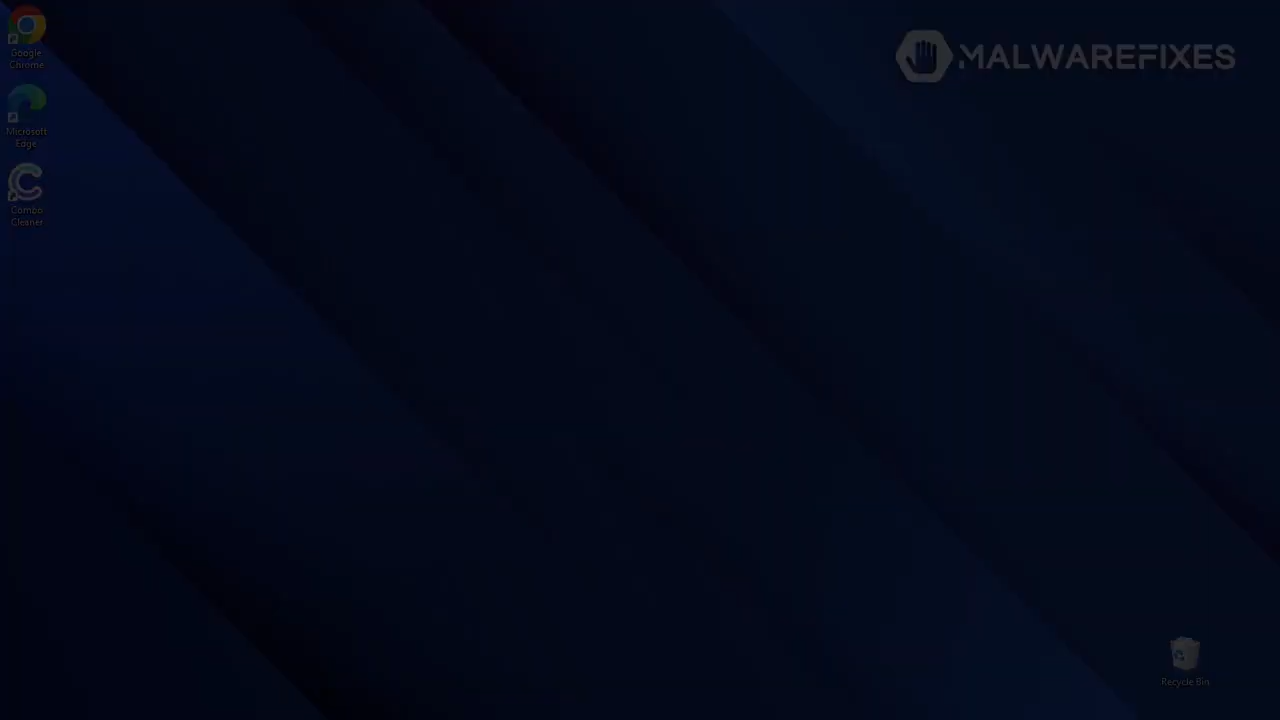 Google
Chrome
MALWAREFIXES
Microsoft
Edge
Combo
Cleaner
Recycle Bin